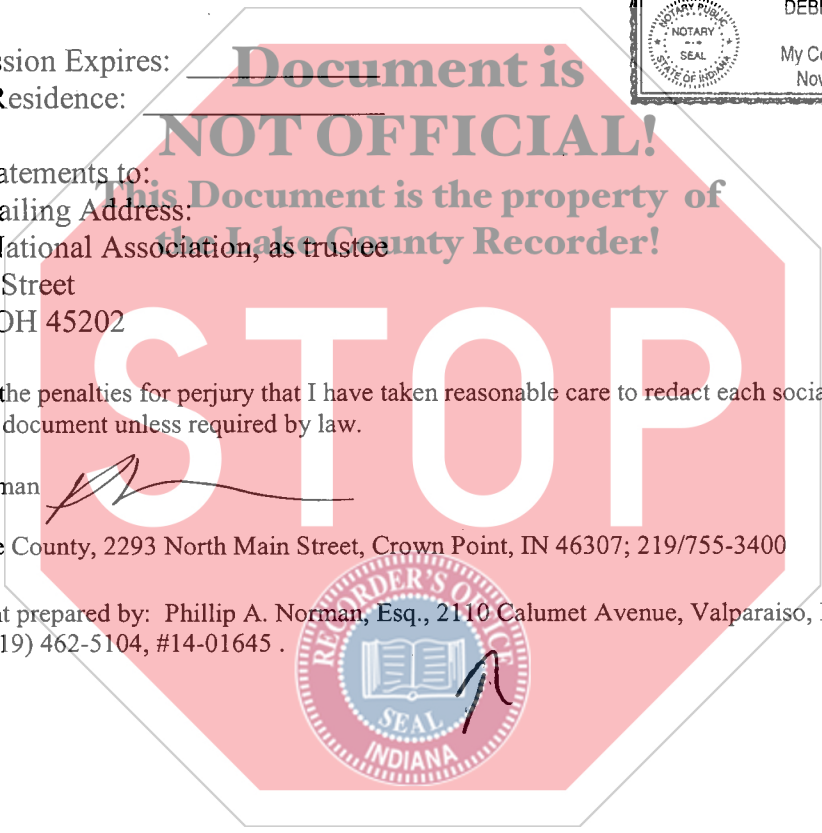 NOTARY PUBLIC
NOTARY
SEAL
STATE OF INDIANA
DEB
My Co
Nov
ssion Expires:
Residence:
Document is
NOT OFFICIAL!
This Document is the property of
the Lake County Recorder!
atements to:
ailing Address:
National Association, as trustee
Street
OH 45202
STOP
the penalties for perjury that I have taken reasonable care to redact each socia
document unless required by law.
man
e County, 2293 North Main Street, Crown Point, IN 46307; 219/755-3400
nt prepared by: Phillip A. Norman, Esq., 2110 Calumet Avenue, Valparaiso,
19) 462-5104, #14-01645 .
RECORDER'S OFFICE
SEAL
INDIANA